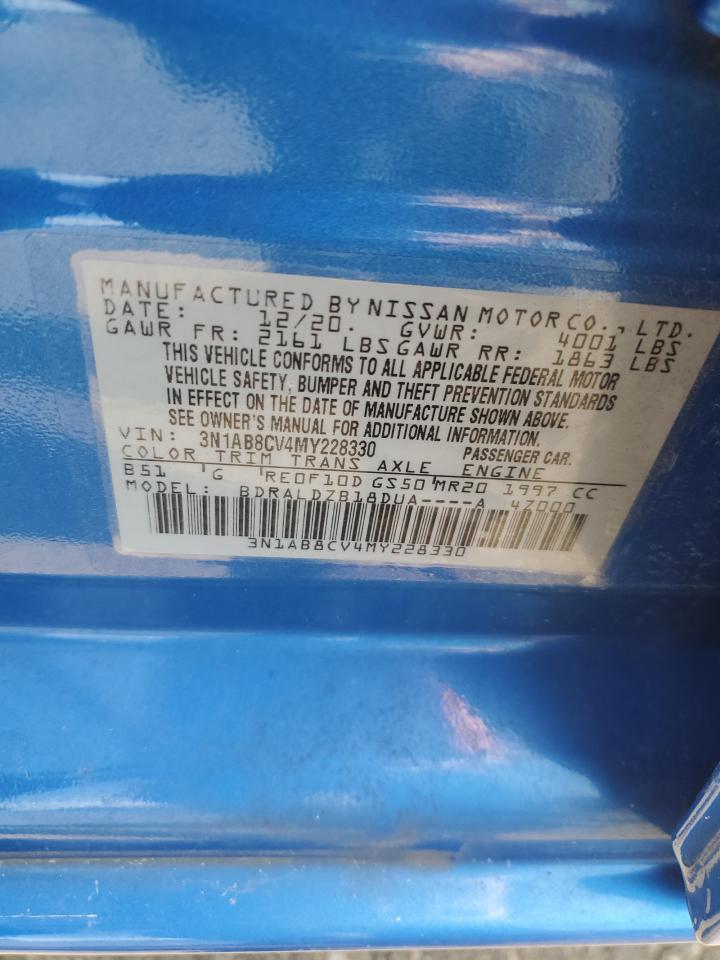 MANUFACTURED BY NISSAN MOTOR CO., LTD.
DATE: 12/20. GVWR: 4001 LBS
GAWR FR: 2161 LBS GAWR RR: 1863 LBS
THIS VEHICLE CONFORMS TO ALL APPLICABLE FEDERAL MOTOR
VEHICLE SAFETY, BUMPER AND THEFT PREVENTION STANDARDS
IN EFFECT ON THE DATE OF MANUFACTURE SHOWN ABOVE.
SEE OWNER'S MANUAL FOR ADDITIONAL INFORMATION.
VIN: 3N1AB8CV4MY228330 PASSENGER CAR.
COLOR TRIM TRANS AXLE ENGINE
B51 G RE0F10D GS50 MR20 1997 CC
MODEL: BDRALDZB18DUA----A 4Z000
3N1AB8CV4MY228330